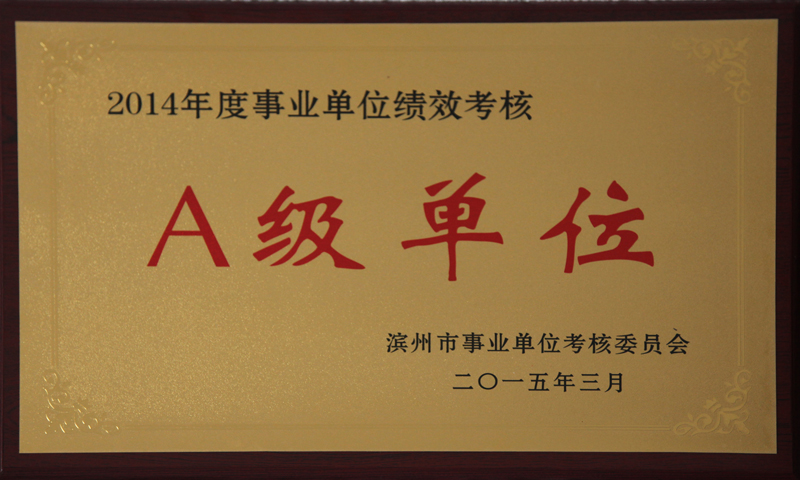 2014年度事业单位绩效考核
A级单位
滨州市事业单位考核委员会
二〇一五年三月